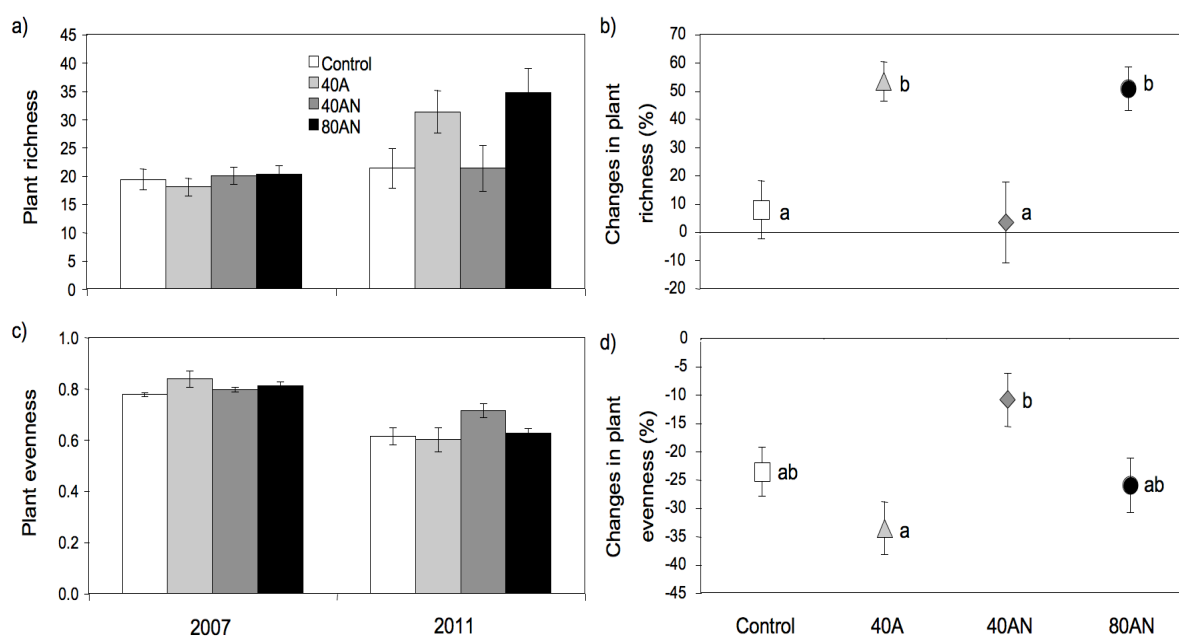 a)
Plant richness
45
40
35
30
25
20
15
10
5
0
Control
40A
40AN
80AN
b)
Changes in plant
richness (%)
70
60
50
40
30
20
10
0
-10
-20
a
b
a
b
c)
Plant evenness
1.0
0.8
0.6
0.4
0.2
0.0
2007
2011
d)
Changes in plant
evenness (%)
0
-5
-10
-15
-20
-25
-30
-35
-40
-45
ab
a
b
ab
Control
40A
40AN
80AN